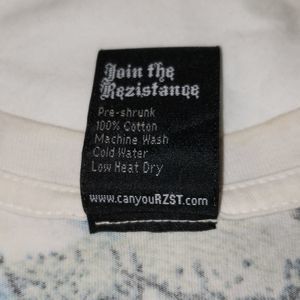 Join the
Rezistance
Pre-shrunk
100% Cotton
Machine Wash
Cold Water
Low Heat Dry
www.canyouRZST.com